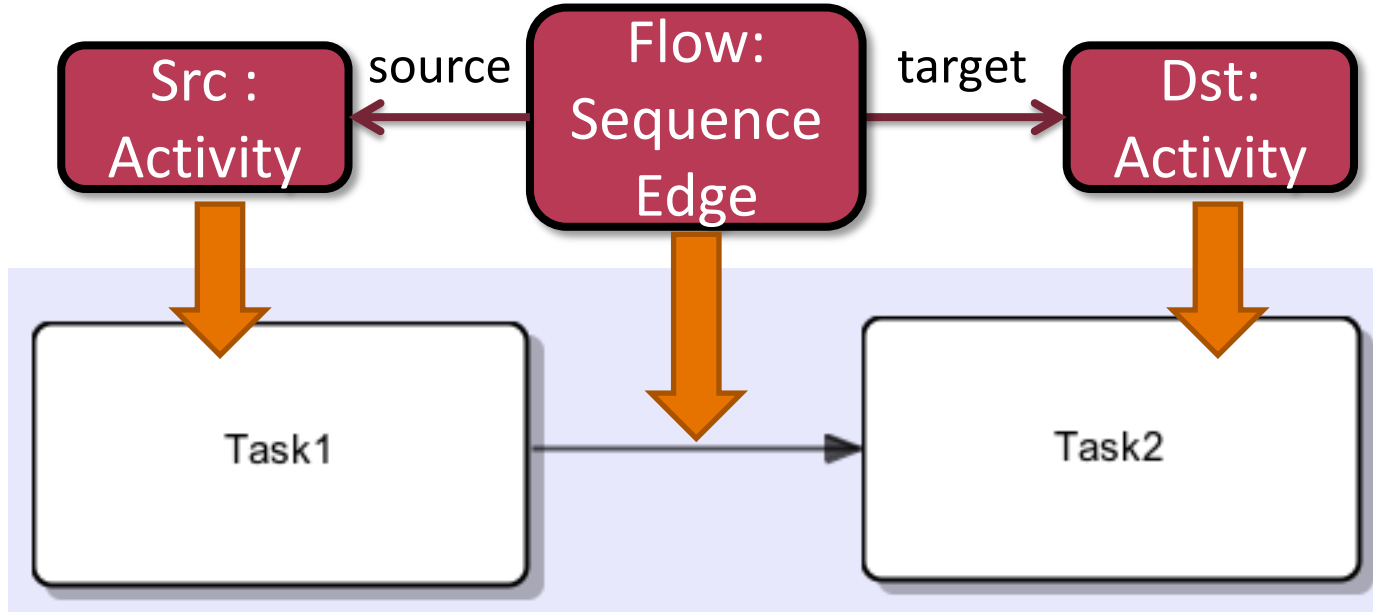 Src :
Activity
source
Flow:
Sequence
Edge
target
Dst:
Activity
Task1
Task2